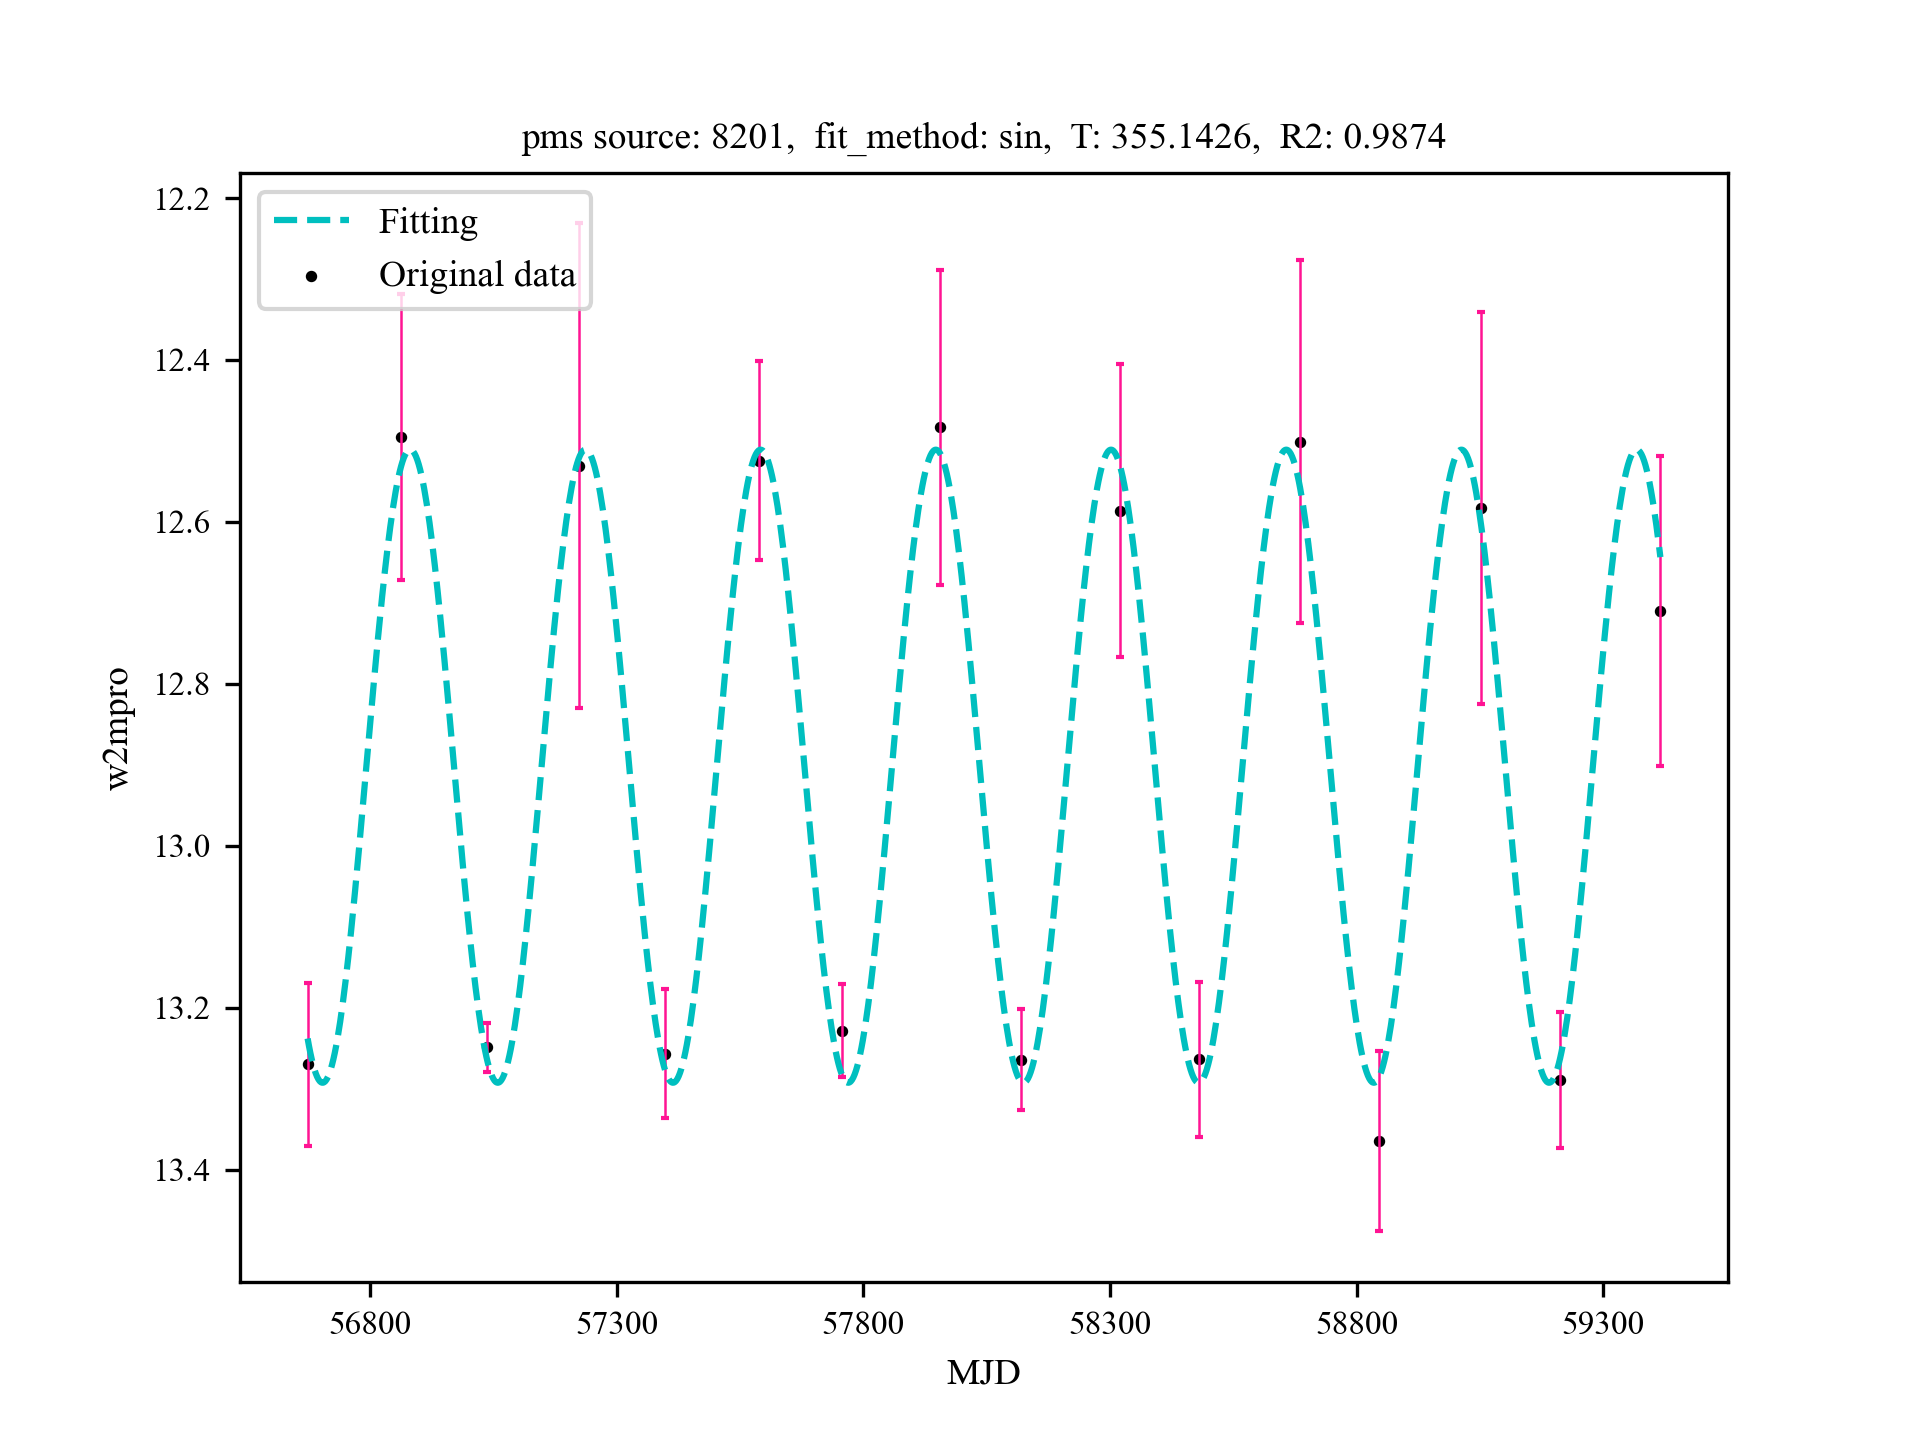 pms source: 8201,  fit_method: sin,  T: 355.1426,  R2: 0.9874
Fitting
Original data
12.2
12.4
12.6
12.8
13.0
13.2
13.4
w2mpro
56800 57300 57800 58300 58800 59300
MJD